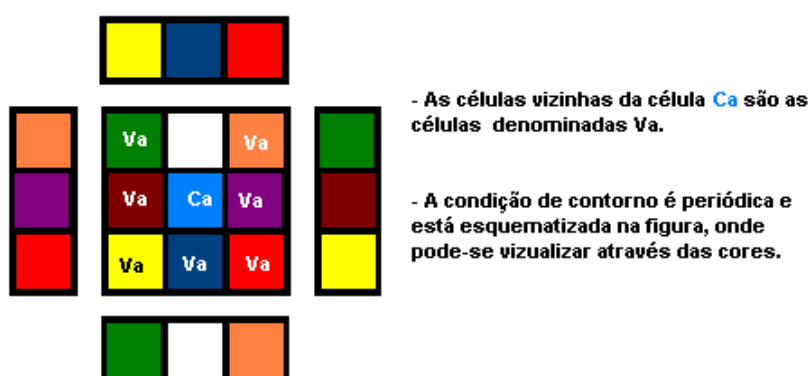 Va Va
Va Ca Va
Va Va Va
- As células vizinhas da célula Ca são as
células denominadas Va.
- A condição de contorno é periódica e
está esquematizada na figura, onde
pode-se vizualizar através das cores.